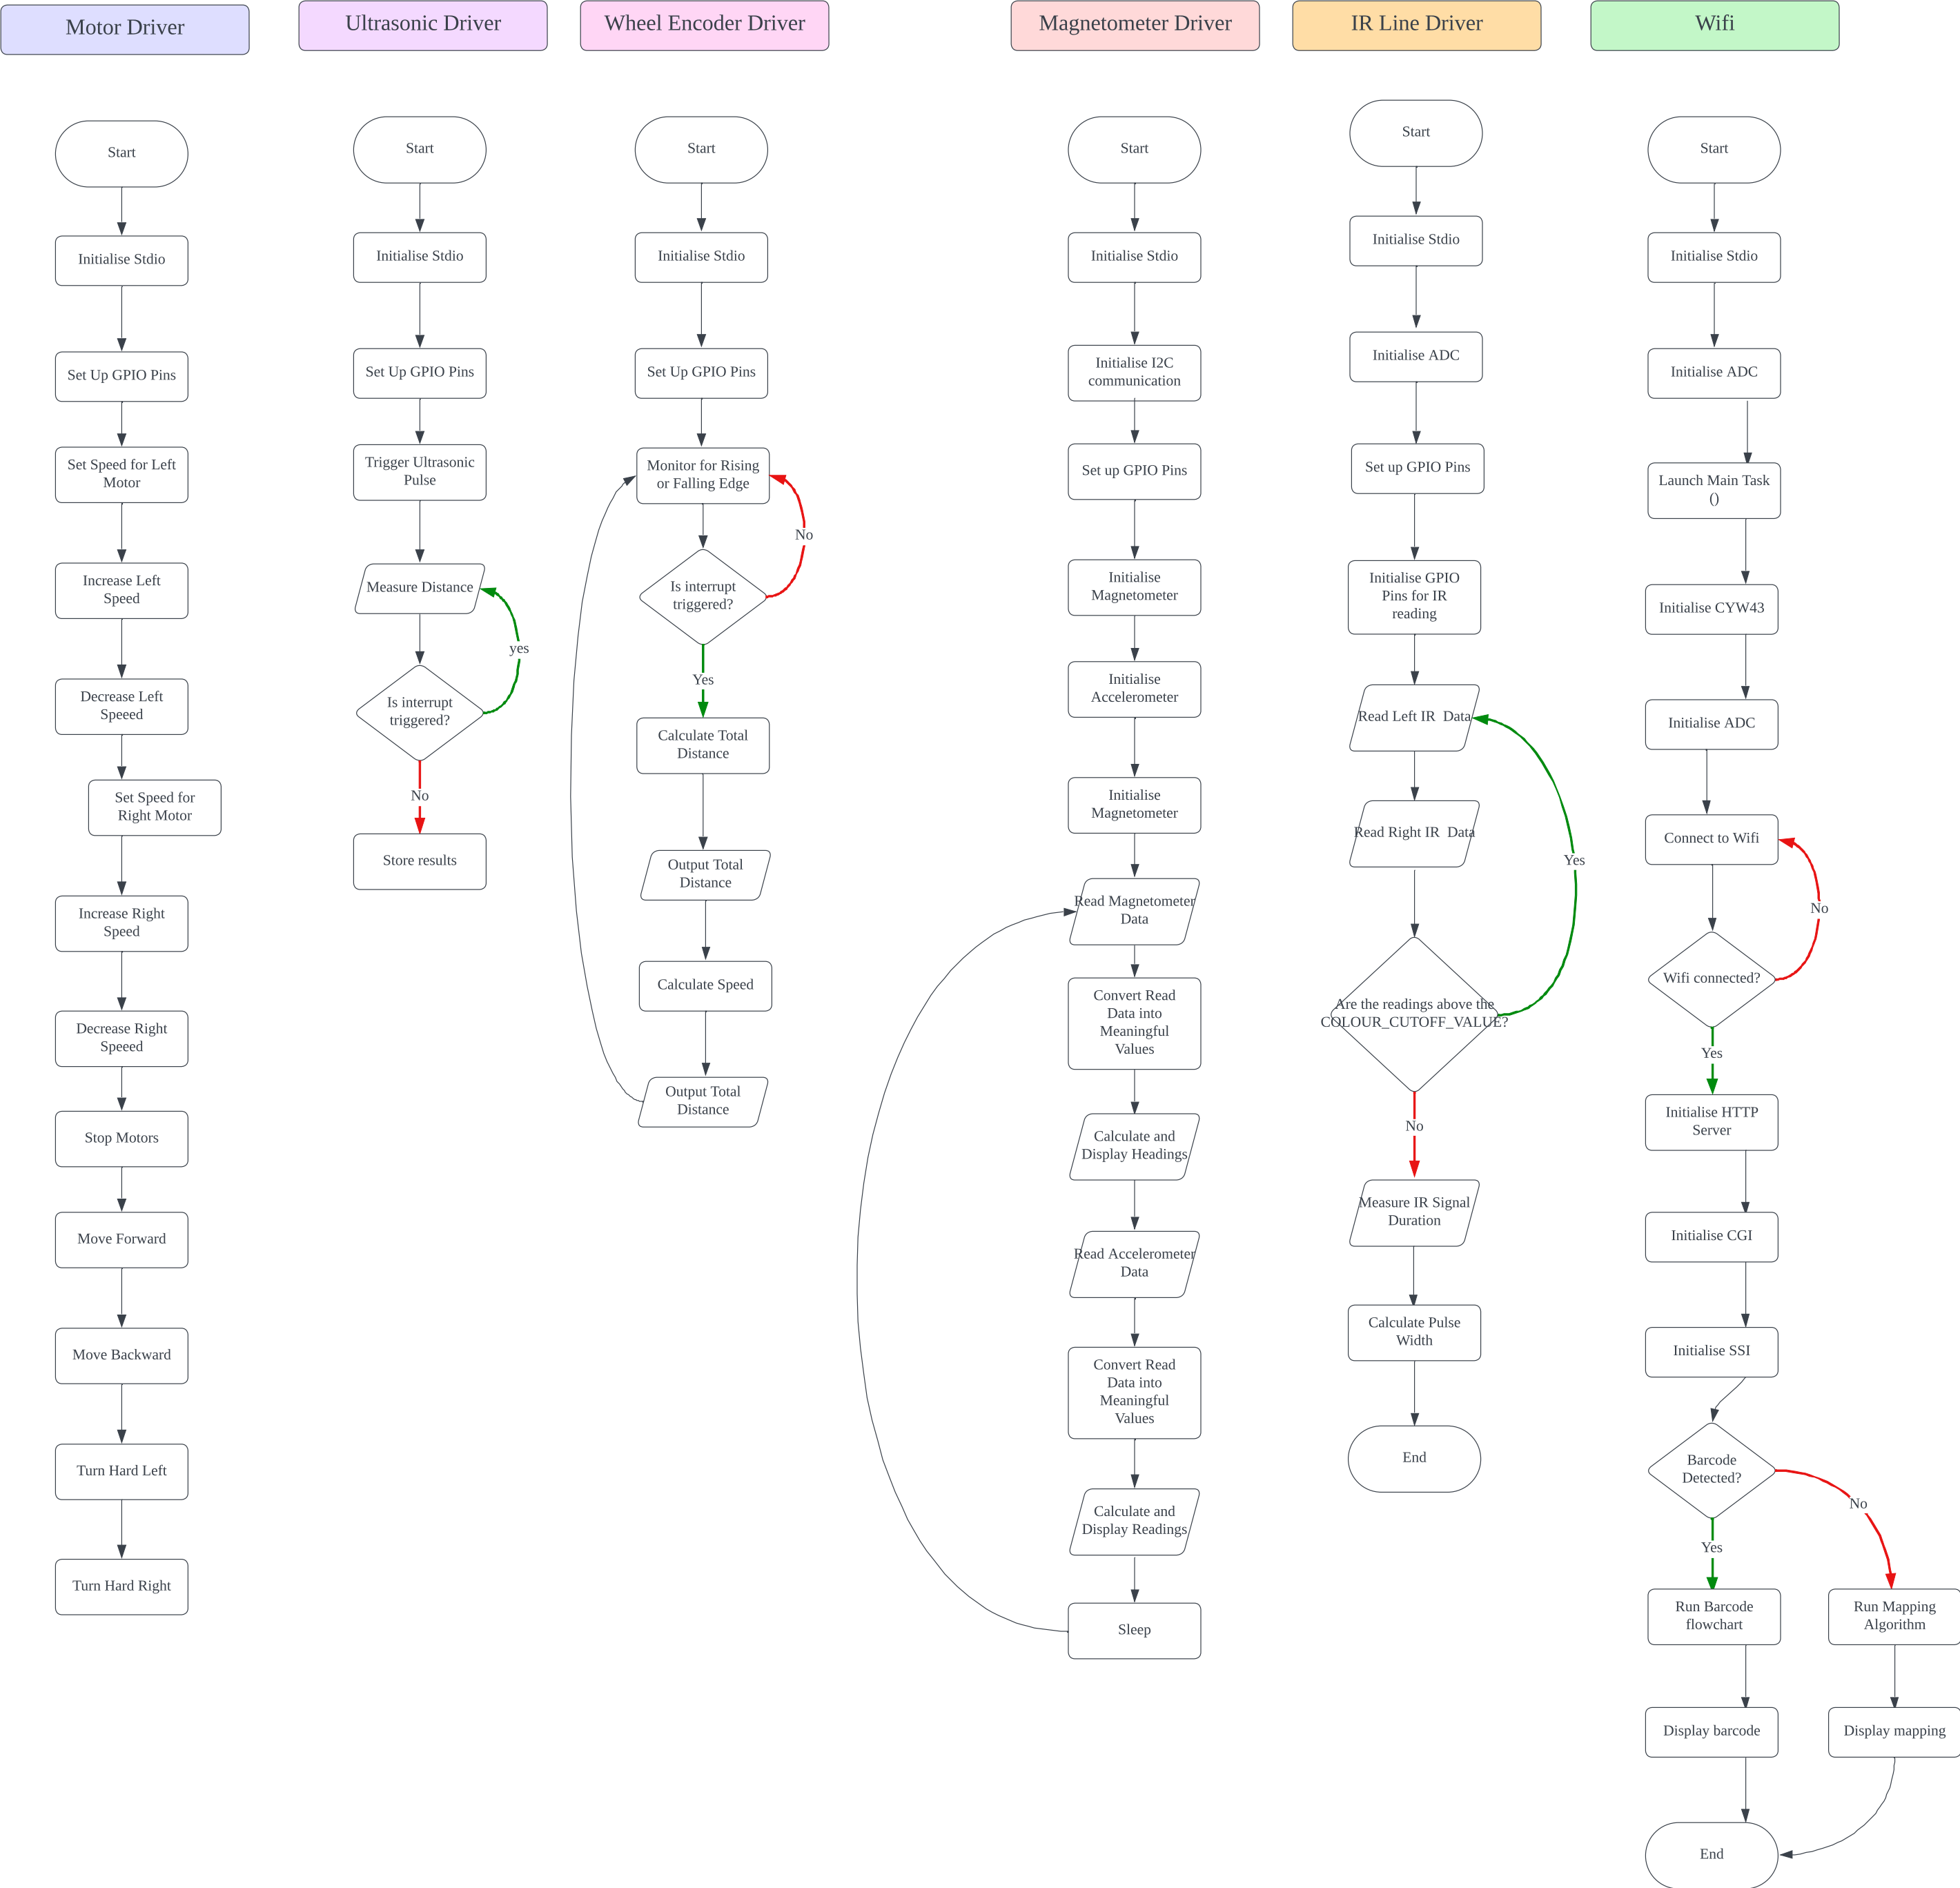 Motor Driver
Start
Initialise Stdio
Set Up GPIO Pins
Set Speed for Left
Motor
Increase Left
Speed
Decrease Left
Speeed
Set Speed for
Right Motor
Increase Right
Speed
Decrease Right
Speeed
Stop Motors
Move Forward
Move Backward
Turn Hard Left
Turn Hard Right
Ultrasonic Driver
Start
Initialise Stdio
Set Up GPIO Pins
Trigger Ultrasonic
Pulse
Measure Distance
yes
Is interrupt
triggered?
No
Store results
Wheel Encoder Driver
Start
Initialise Stdio
Set Up GPIO Pins
Monitor for Rising
or Falling Edge
No
Is interrupt
triggered?
Yes
Calculate Total
Distance
Output Total
Distance
Calculate Speed
Output Total
Distance
Magnetometer Driver
Start
Initialise Stdio
Initialise I2C
communication
Set up GPIO Pins
Initialise
Magnetometer
Initialise
Accelerometer
Initialise
Magnetometer
Read Magnetometer
Data
Convert Read
Data into
Meaningful
Values
Calculate and
Display Headings
Read Accelerometer
Data
Convert Read
Data into
Meaningful
Values
Calculate and
Display Readings
Sleep
IR Line Driver
Start
Initialise Stdio
Initialise ADC
Set up GPIO Pins
Initialise GPIO
Pins for IR
reading
Read Left IR Data
Read Right IR Data
Yes
Are the readings above the
COLOUR_CUTOFF_VALUE?
No
Measure IR Signal
Duration
Calculate Pulse
Width
End
Wifi
Start
Initialise Stdio
Initialise ADC
Launch Main Task
()
Initialise CYW43
Initialise ADC
Connect to Wifi
No
Wifi connected?
Yes
Initialise HTTP
Server
Initialise CGI
Initialise SSI
Barcode
Detected?
No
Yes
Run Barcode
flowchart
Run Mapping
Algorithm
Display barcode
Display mapping
End